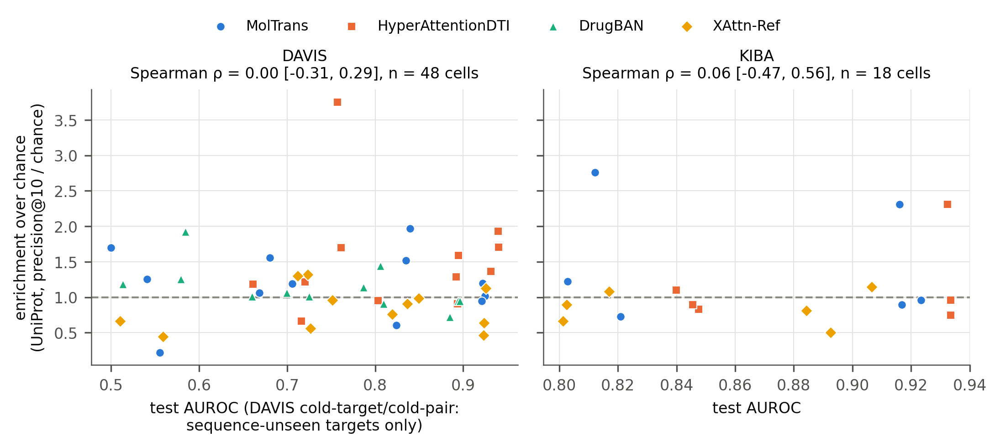 MolTrans HyperAttentionDTI DrugBAN XAttn-Ref
DAVIS
Spearman ρ = 0.00 [-0.31, 0.29], n = 48 cells
KIBA
Spearman ρ = 0.06 [-0.47, 0.56], n = 18 cells
enrichment over chance
(UniProt, precision@10 / chance)
3.5
3.0
2.5
2.0
1.5
1.0
0.5
0.5 0.6 0.7 0.8 0.9
test AUROC (DAVIS cold-target/cold-pair:
sequence-unseen targets only)
0.80 0.82 0.84 0.86 0.88 0.90 0.92 0.94
test AUROC